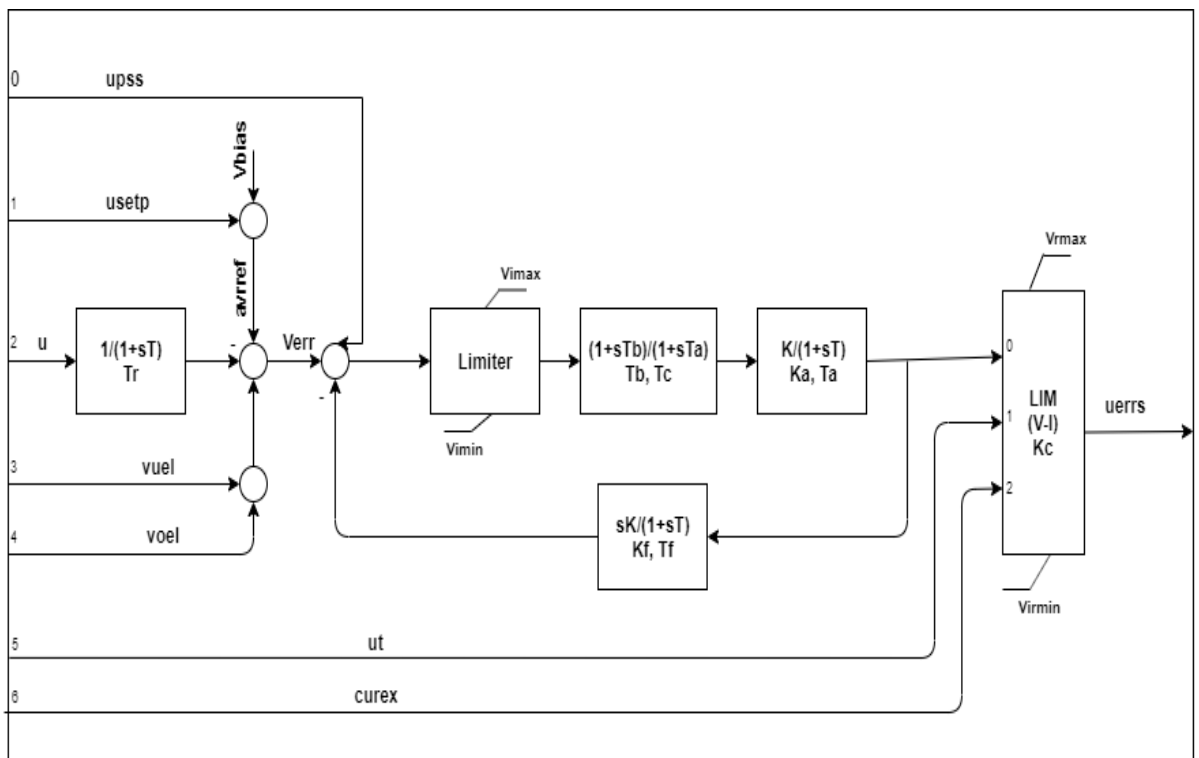 0
upss
Vbias
1
usetp
avrref
2
u
1/(1+sT)
Tr
-
Verr
-
Vimax
Limiter
Vimin
(1+sTb)/(1+sTa)
Tb, Tc
K/(1+sT)
Ka, Ta
Vrmax
0
1
2
LIM
(V-I)
Kc
Virmin
uerrs
3
vuel
4
voel
sK/(1+sT)
Kf, Tf
5
ut
6
curex